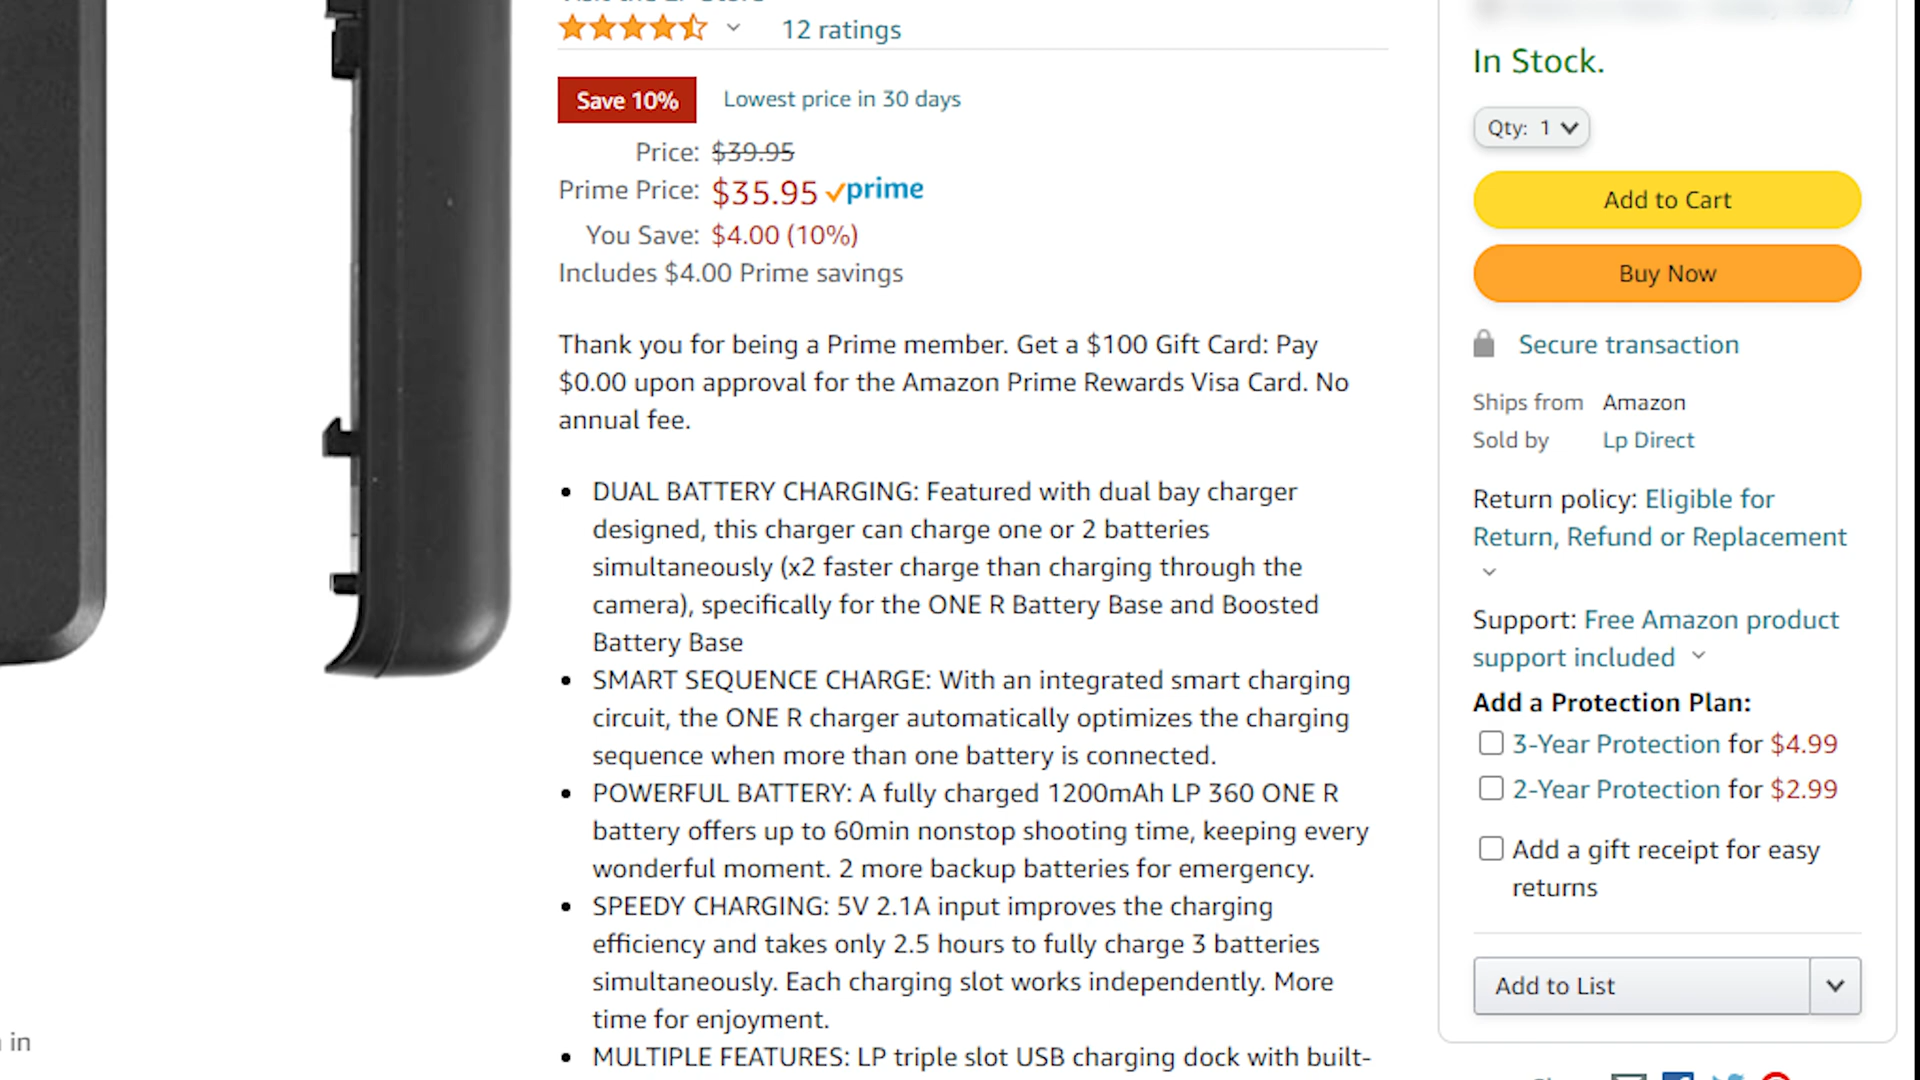 12 ratings
Save 10% Lowest price in 30 days
Price: $39.95
Prime Price: $35.95 prime
You Save: $4.00 (10%)
Includes $4.00 Prime savings
Thank you for being a Prime member. Get a $100 Gift Card: Pay
$0.00 upon approval for the Amazon Prime Rewards Visa Card. No
annual fee.
• DUAL BATTERY CHARGING: Featured with dual bay charger
designed, this charger can charge one or 2 batteries
simultaneously (x2 faster charge than charging through the
camera), specifically for the ONE R Battery Base and Boosted
Battery Base
• SMART SEQUENCE CHARGE: With an integrated smart charging
circuit, the ONE R charger automatically optimizes the charging
sequence when more than one battery is connected.
• POWERFUL BATTERY: A fully charged 1200mAh LP 360 ONE R
battery offers up to 60min nonstop shooting time, keeping every
wonderful moment. 2 more backup batteries for emergency.
• SPEEDY CHARGING: 5V 2.1A input improves the charging
efficiency and takes only 2.5 hours to fully charge 3 batteries
simultaneously. Each charging slot works independently. More
time for enjoyment.
• MULTIPLE FEATURES: LP triple slot USB charging dock with built-
in
In Stock.
Qty: 1
Add to Cart
Buy Now
Secure transaction
Ships from Amazon
Sold by Lp Direct
Return policy: Eligible for
Return, Refund or Replacement
Support: Free Amazon product
support included
Add a Protection Plan:
3-Year Protection for $4.99
2-Year Protection for $2.99
Add a gift receipt for easy
returns
Add to List